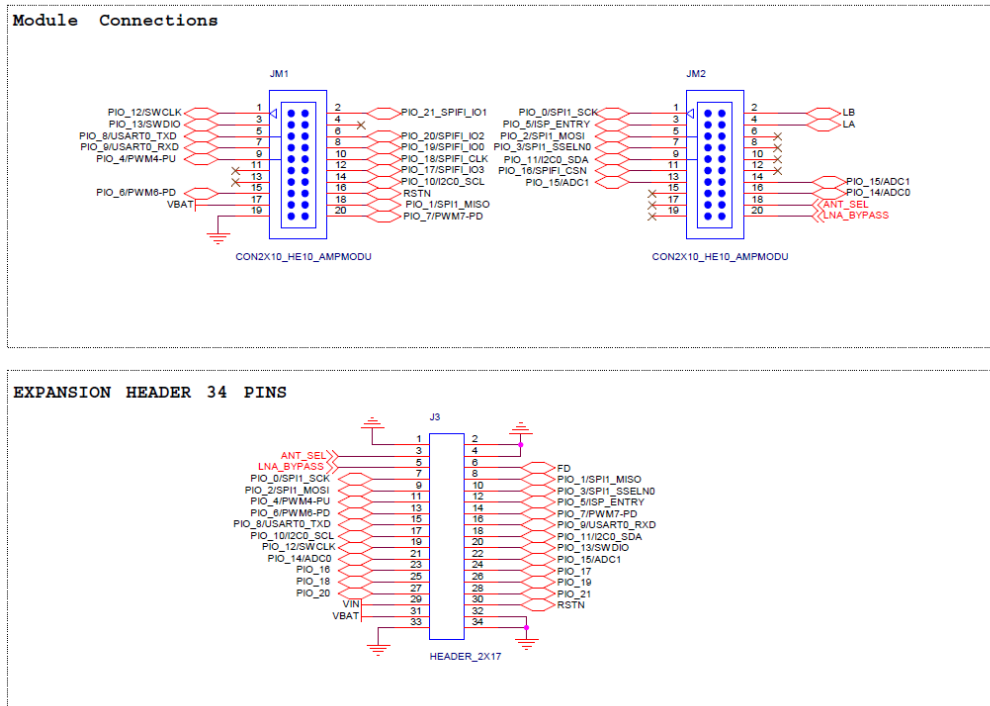 Module Connections
JM1
PIO_12/SWCLK 1 2 PIO_21_SPIFI_IO1
PIO_13/SWDIO 3 4
PIO_8/USART0_TXD 5 6 PIO_20/SPIFI_IO2
PIO_9/USART0_RXD 7 8 PIO_19/SPIFI_IO0
PIO_4/PWM4-PU 9 10 PIO_18/SPIFI_CLK
11 12 PIO_17/SPIFI_IO3
13 14 PIO_10/I2C0_SCL
PIO_6/PWM6-PD 15 16 RSTN
VBAT 17 18 PIO_1/SPI1_MISO
19 20 PIO_7/PWM7-PD
CON2X10_HE10_AMPMODU
JM2
PIO_0/SPI1_SCK 1 2 LB
PIO_5/ISP_ENTRY 3 4 LA
PIO_2/SPI1_MOSI 5 6
PIO_3/SPI1_SSELN0 7 8
PIO_11/I2C0_SDA 9 10
PIO_16/SPIFI_CSN 11 12
PIO_15/ADC1 13 14 PIO_15/ADC1
15 16 PIO_14/ADC0
17 18 ANT_SEL
19 20 LNA_BYPASS
CON2X10_HE10_AMPMODU
EXPANSION HEADER 34 PINS
J3
1 2
ANT_SEL 3 4
LNA_BYPASS 5 6 FD
PIO_0/SPI1_SCK 7 8 PIO_1/SPI1_MISO
PIO_2/SPI1_MOSI 9 10 PIO_3/SPI1_SSELN0
PIO_4/PWM4-PU 11 12 PIO_5/ISP_ENTRY
PIO_6/PWM6-PD 13 14 PIO_7/PWM7-PD
PIO_8/USART0_TXD 15 16 PIO_9/USART0_RXD
PIO_10/I2C0_SCL 17 18 PIO_11/I2C0_SDA
PIO_12/SWCLK 19 20 PIO_13/SWDIO
PIO_14/ADC0 21 22 PIO_15/ADC1
PIO_16 23 24 PIO_17
PIO_18 25 26 PIO_19
PIO_20 27 28 PIO_21
VIN 29 30 RSTN
VBAT 31 32
33 34
HEADER_2X17